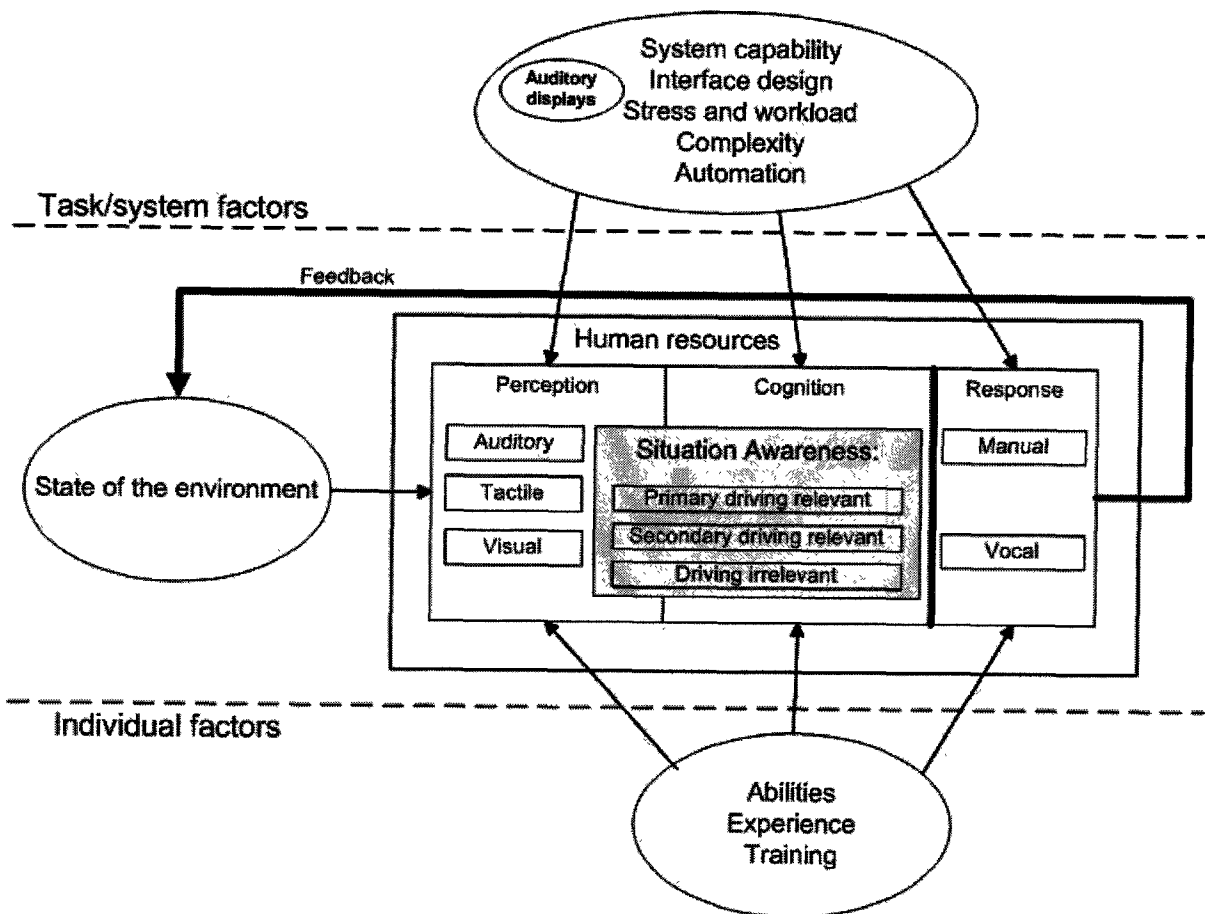 System capability
Auditory
displays
Interface design
Stress and workload
Complexity
Automation
Task/system factors
Feedback
Human resources
Perception
Cognition
Response
Auditory
Situation Awareness:
Manual
State of the environment
Tactile
Primary driving relevant
Visual
Secondary driving relevant
Vocal
Driving irrelevant
Individual factors
Abilities
Experience
Training